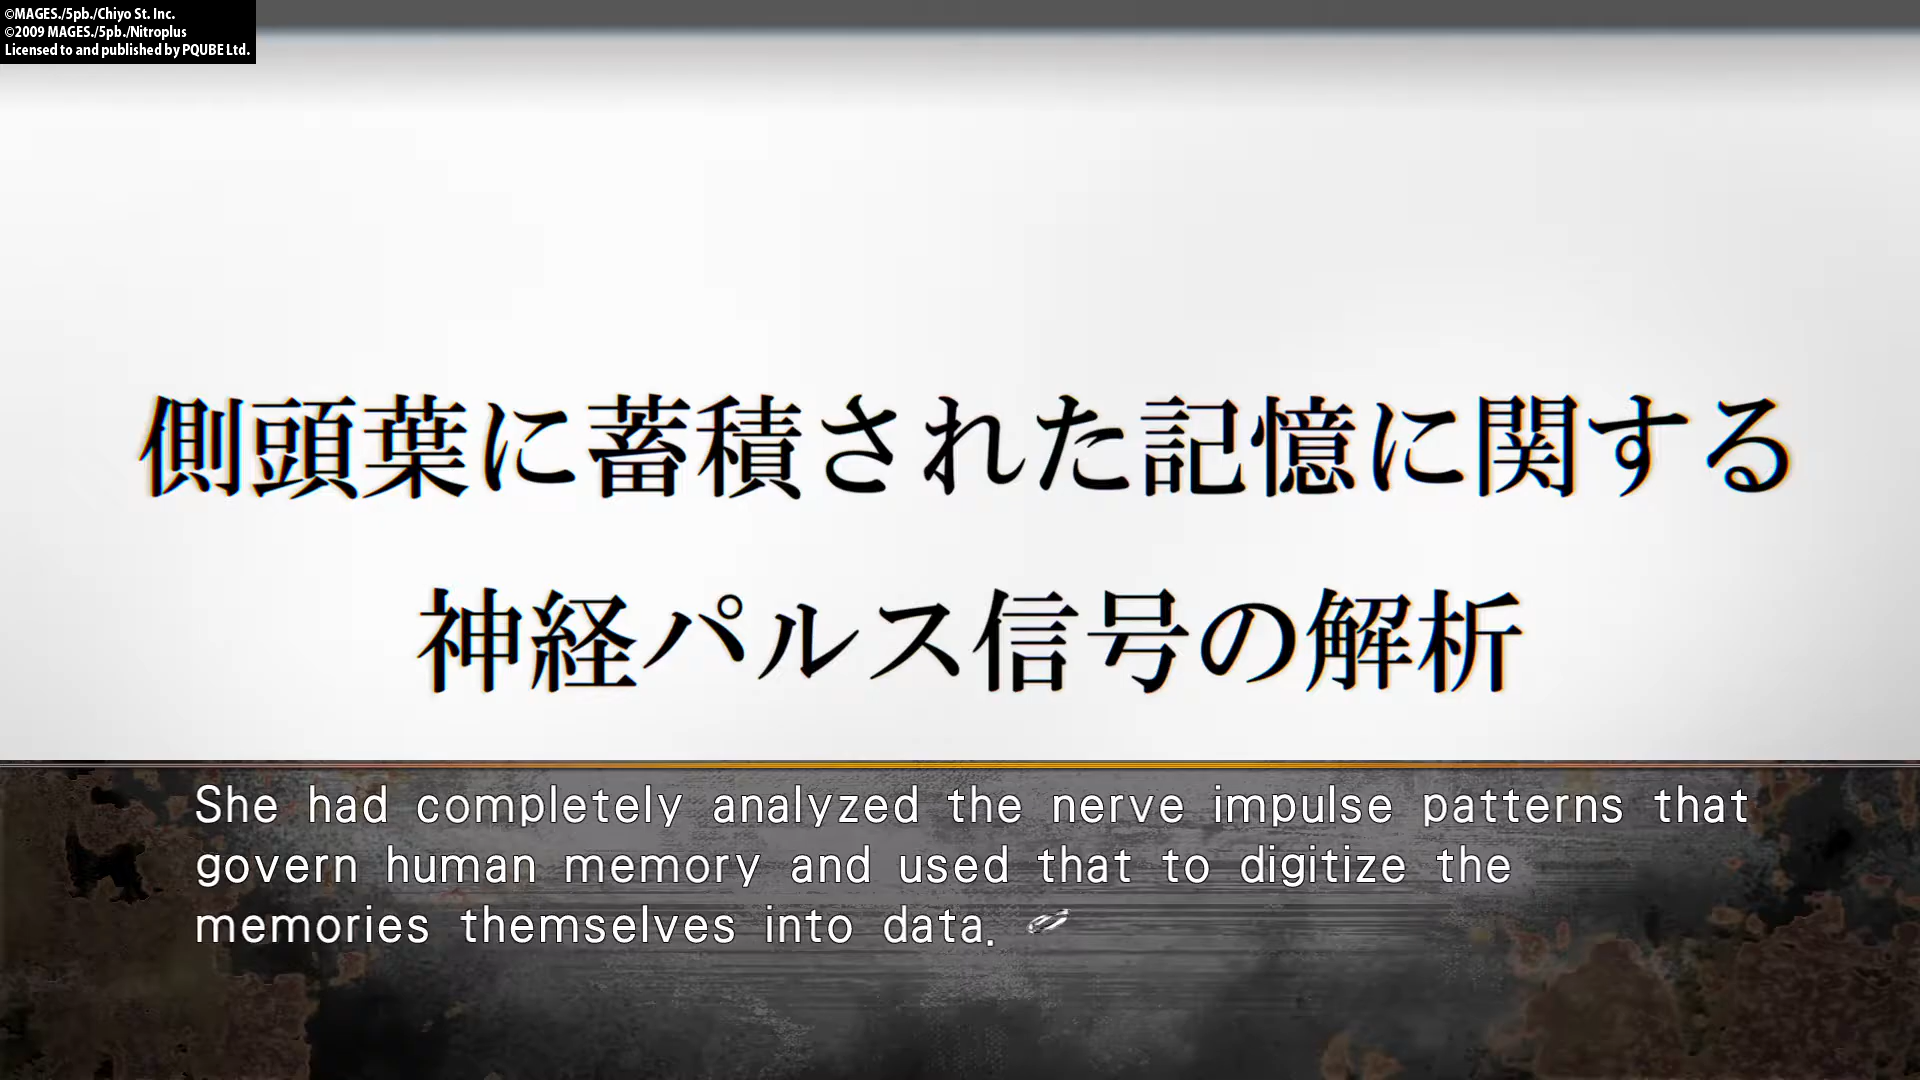 ©MAGES./5pb./Chiyo St. Inc.
©2009 MAGES./5pb./Nitroplus
Licensed to and published by PQUBE Ltd.
側頭葉に蓄積された記憶に関する
神経パルス信号の解析
She had completely analyzed the nerve impulse patterns that
govern human memory and used that to digitize the
memories themselves into data.